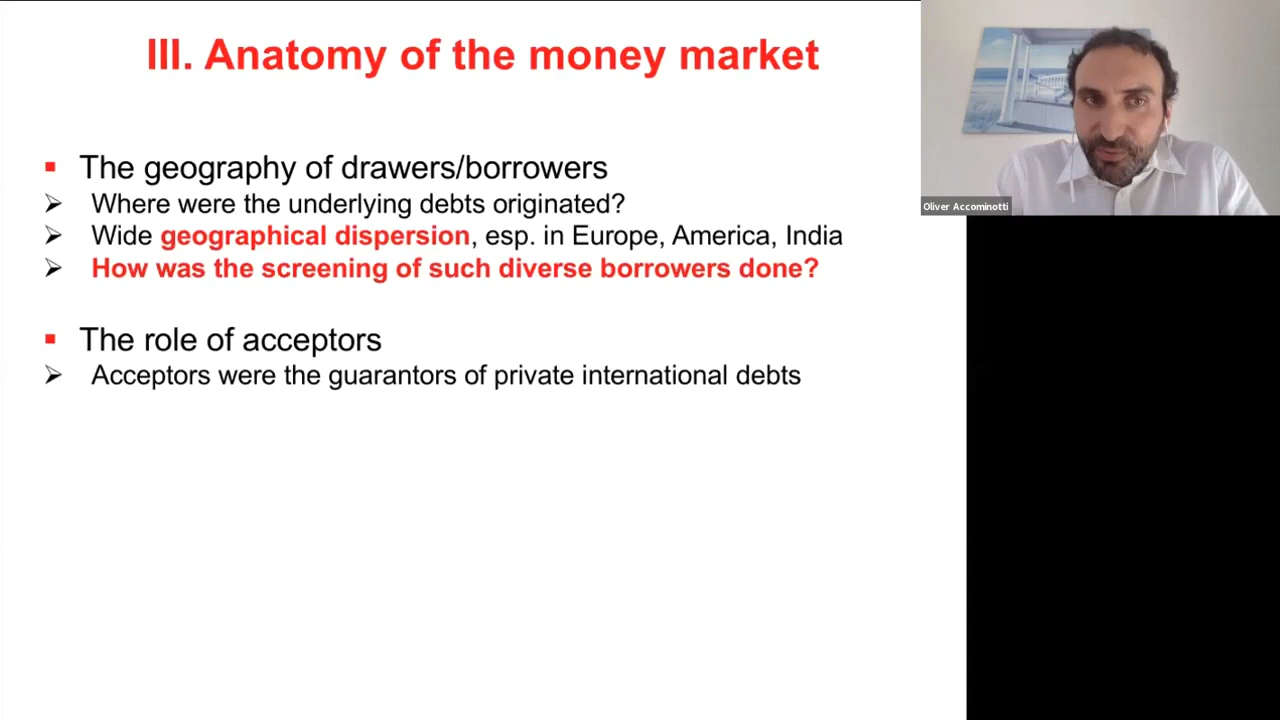 III. Anatomy of the money market
The geography of drawers/borrowers
Where were the underlying debts originated?
Wide geographical dispersion, esp. in Europe, America, India
How was the screening of such diverse borrowers done?
The role of acceptors
Acceptors were the guarantors of private international debts
Oliver Accominotti